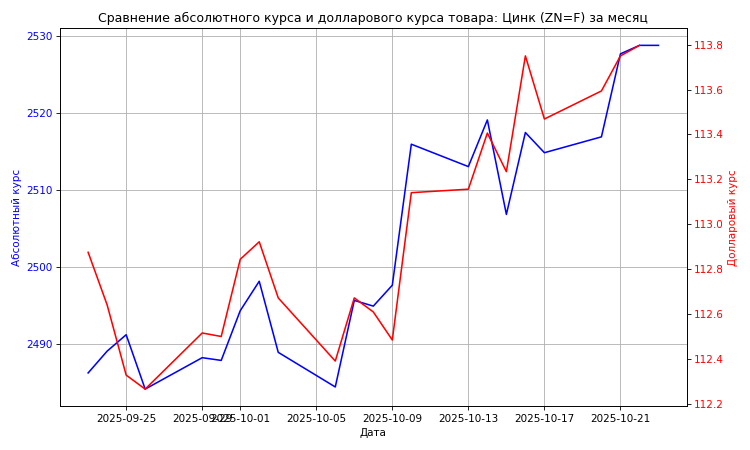 Сравнение абсолютного курса и долларового курса товара: Цинк (ZN=F) за месяц
2530
2520
2510
2500
2490
Абсолютный курс
113.8
113.6
113.4
113.2
113.0
112.8
112.6
112.4
112.2
Долларовый курс
2025-09-25 2025-09-29 2025-10-01 2025-10-05 2025-10-09 2025-10-13 2025-10-17 2025-10-21
Дата